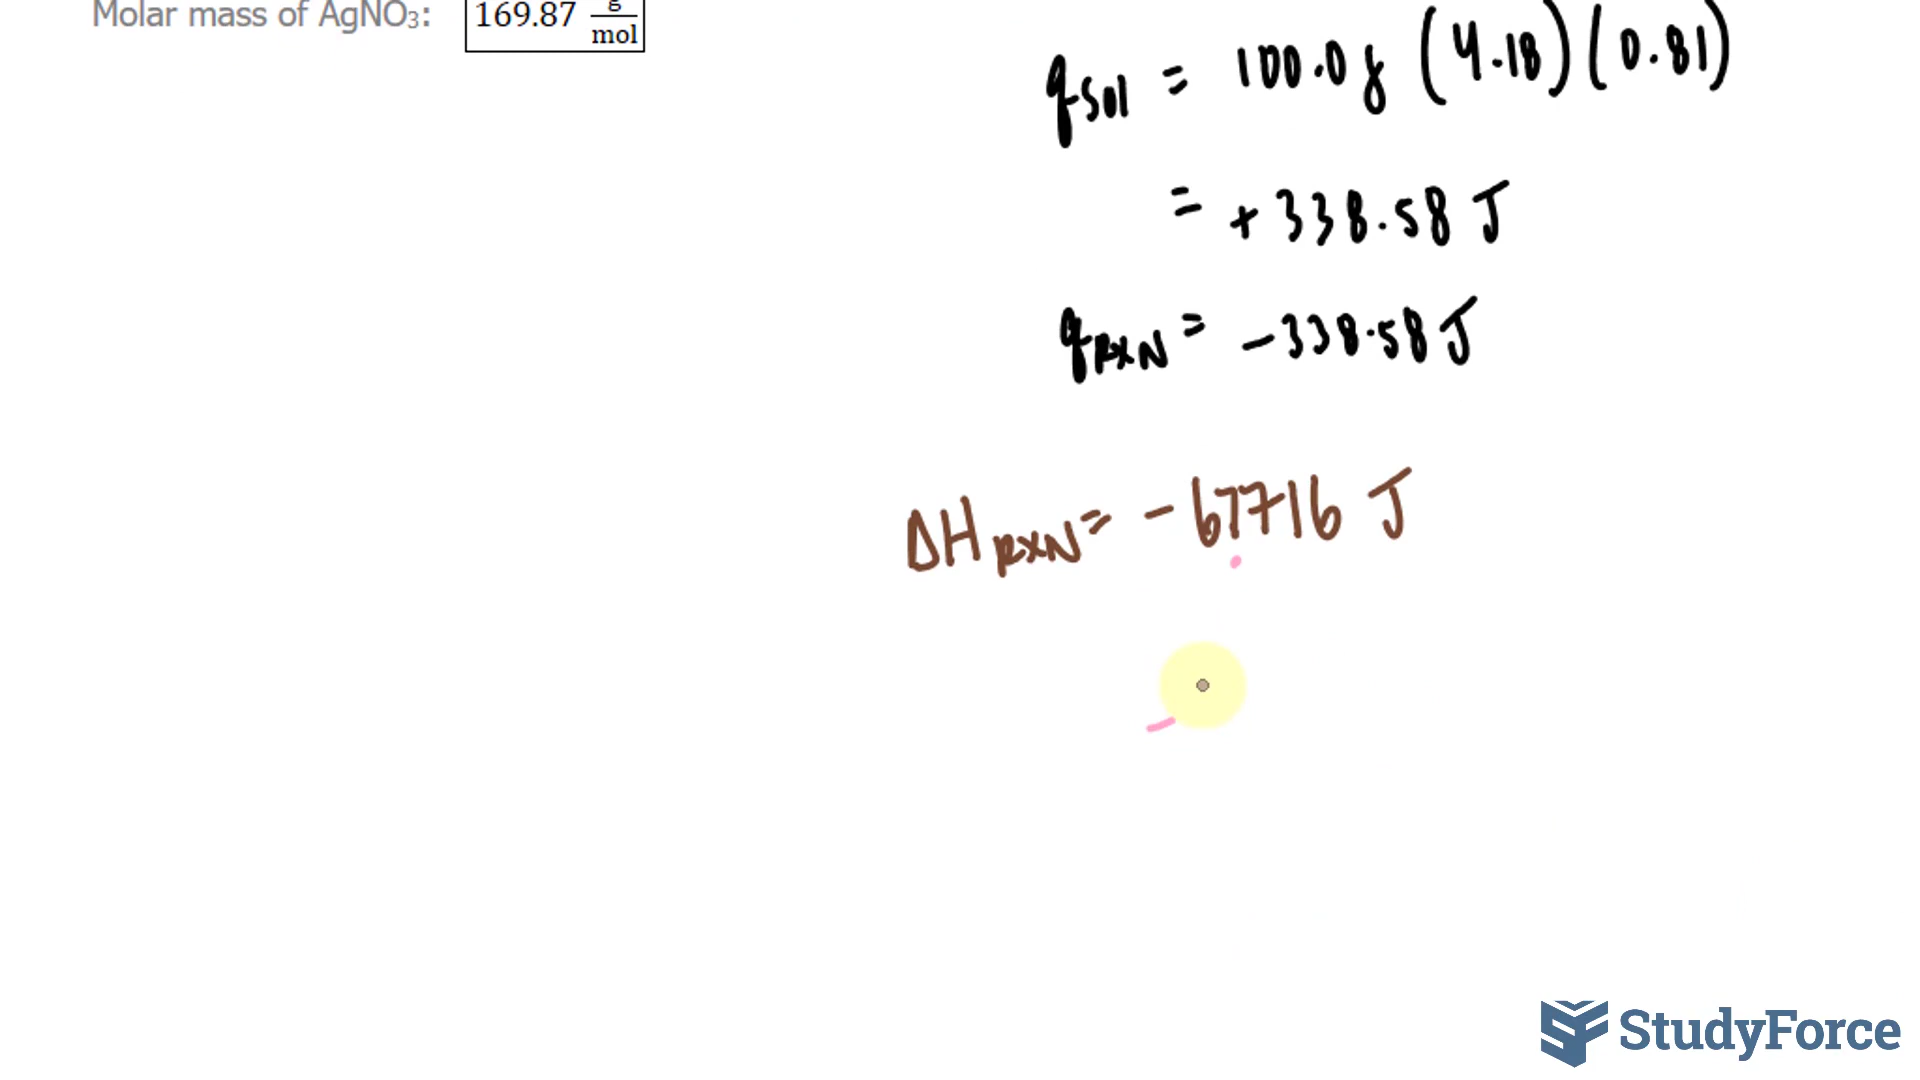 Molar mass of AgNO₃: 169.87 g/mol
qsol = 100.0g (4.18)(0.81)
= +338.58 J
qRXN = -338.58 J
ΔHRXN = -67716 J
StudyForce